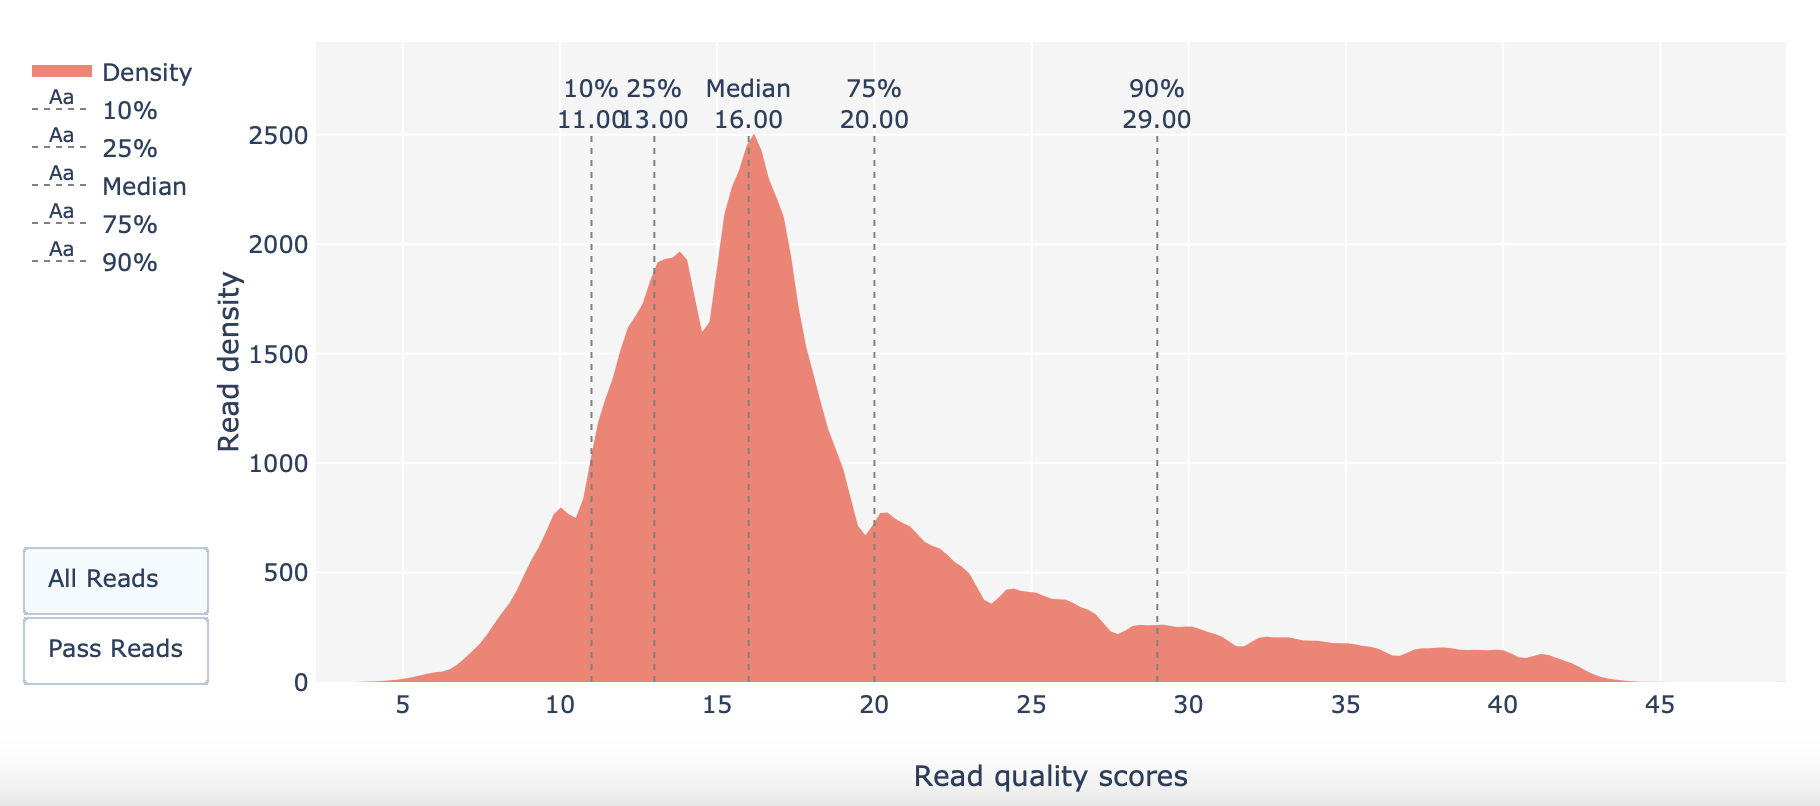 Density
Aa
10%
Aa
25%
Aa
Median
Aa
75%
Aa
90%
All Reads
Pass Reads
Read density
2500
2000
1500
1000
500
0
10% 25% Median 75% 90%
11.00 13.00 16.00 20.00 29.00
5 10 15 20 25 30 35 40 45
Read quality scores